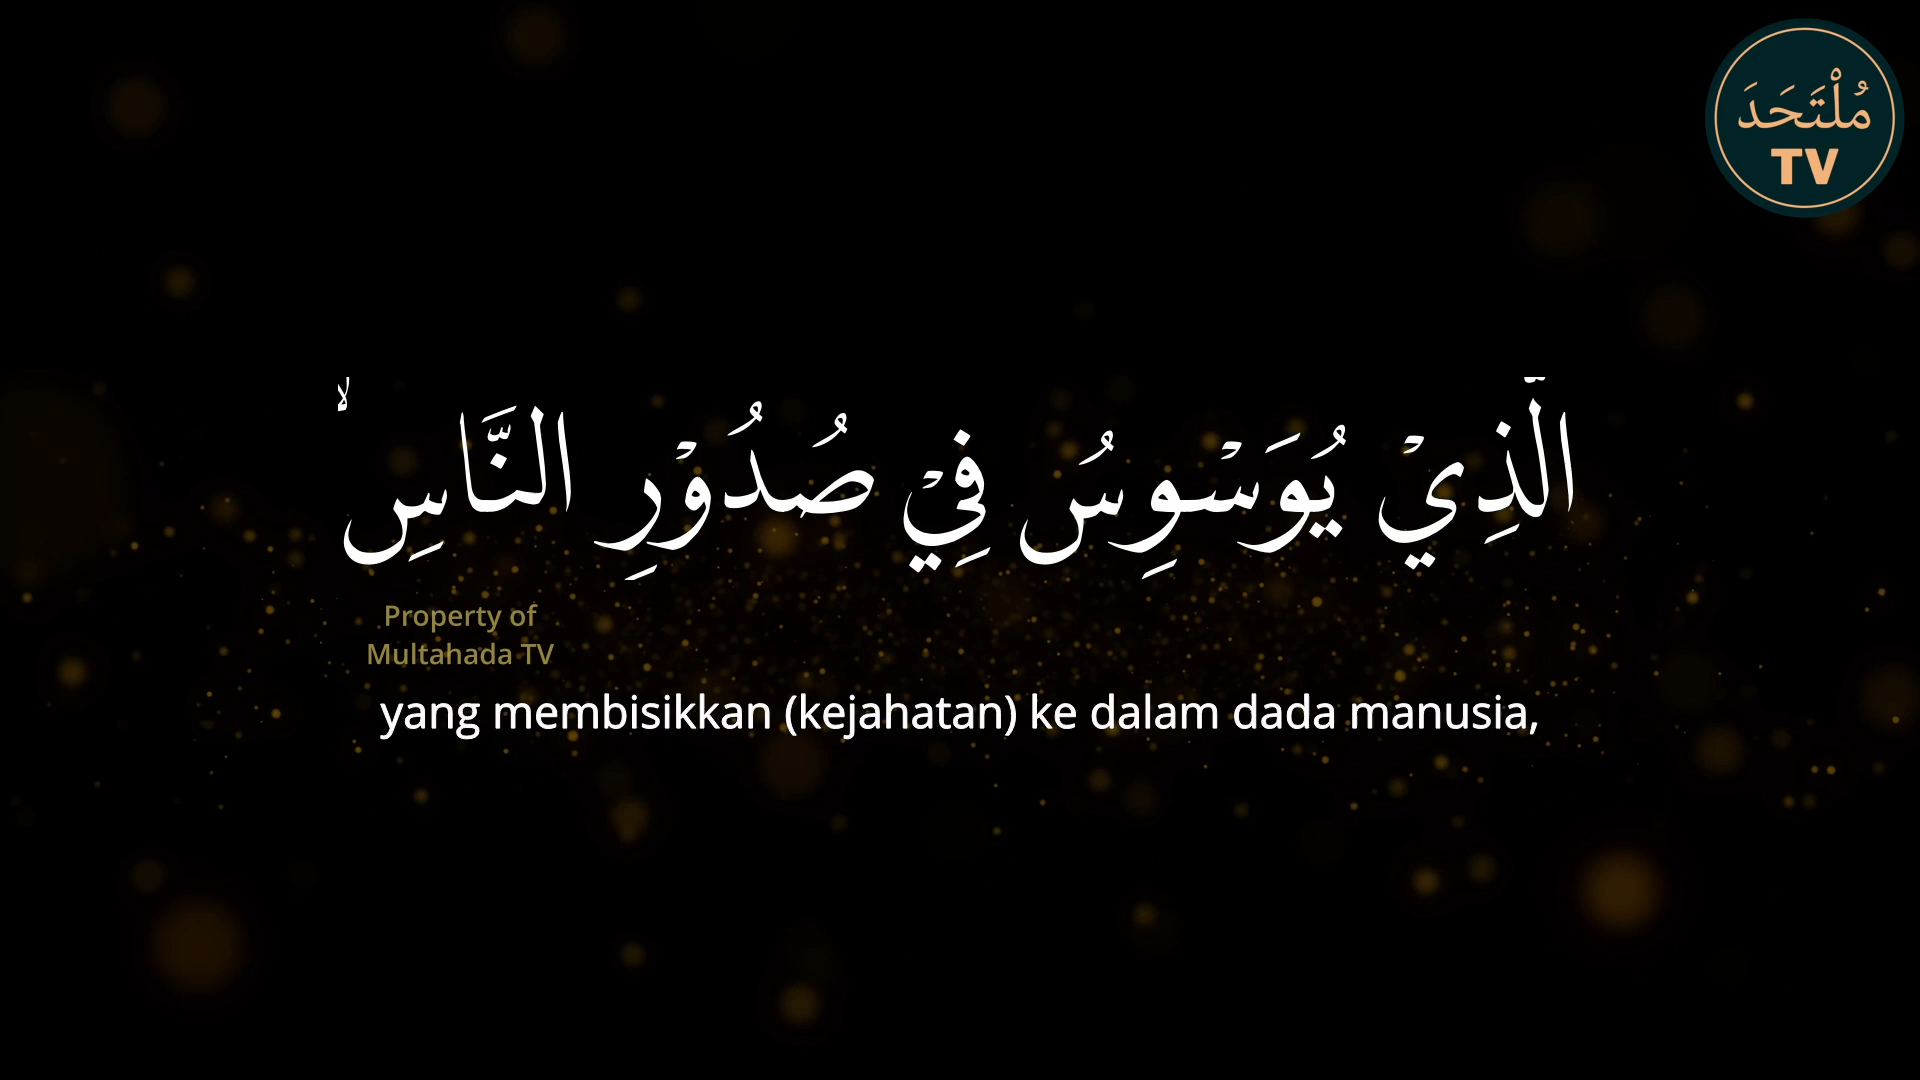 مُلْتَحَدَ
TV
الَّذِيْ يُوَسْوِسُ فِيْ صُدُوْرِ النَّاسِۙ
Property of
Multahada TV
yang membisikkan (kejahatan) ke dalam dada manusia,